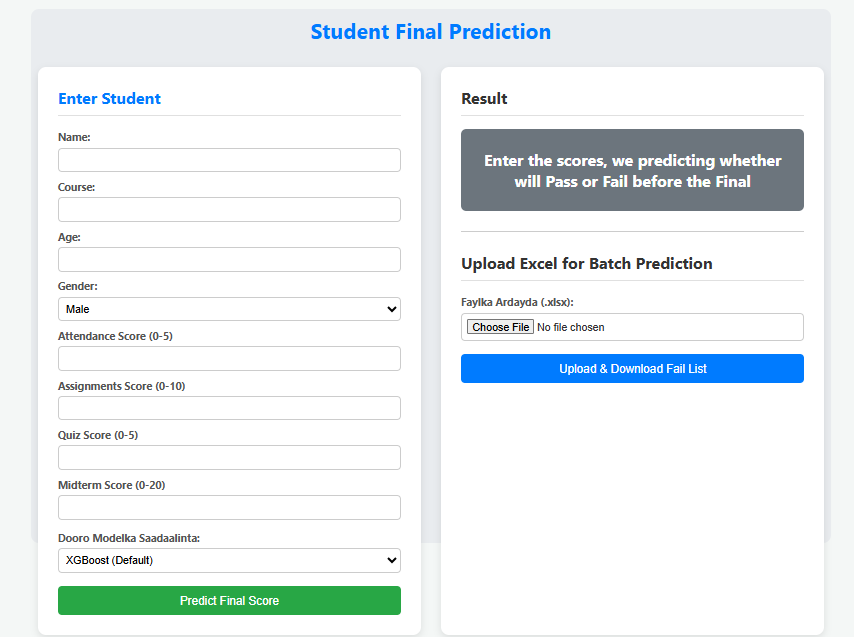 Student Final Prediction
Enter Student
Name:
Course:
Age:
Gender:
Male
Attendance Score (0-5)
Assignments Score (0-10)
Quiz Score (0-5)
Midterm Score (0-20)
Dooro Modelka Saadaalinta:
XGBoost (Default)
Predict Final Score
Result
Enter the scores, we predicting whether
will Pass or Fail before the Final
Upload Excel for Batch Prediction
Faylka Ardayda (.xlsx):
Choose File No file chosen
Upload & Download Fail List